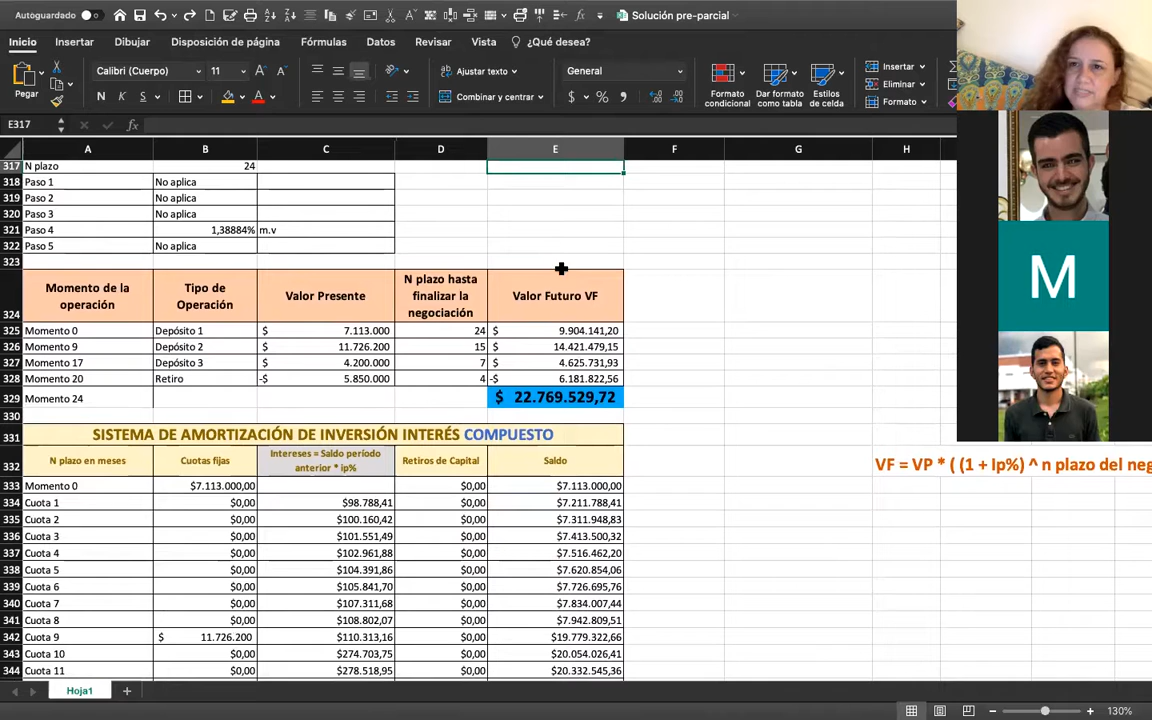 Autoguardado
Solución pre-parcial
Inicio Insertar Dibujar Disposición de página Fórmulas Datos Revisar Vista ¿Qué desea?
Pegar
Calibri (Cuerpo) 11
N K S
Ajustar texto
Combinar y centrar
General
$ % 
Formato condicional
Dar formato como tabla
Estilos de celda
Insertar
Eliminar
Formato
E317 fx
A B C D E F G H
317 N plazo 24
318 Paso 1 No aplica
319 Paso 2 No aplica
320 Paso 3 No aplica
321 Paso 4 1,38884% m.v
322 Paso 5 No aplica
323
324 Momento de la operación Tipo de Operación Valor Presente N plazo hasta finalizar la negociación Valor Futuro VF
325 Momento 0 Depósito 1 $ 7.113.000 24 $ 9.904.141,20
326 Momento 9 Depósito 2 $ 11.726.200 15 $ 14.421.479,15
327 Momento 17 Depósito 3 $ 4.200.000 7 $ 4.625.731,93
328 Momento 20 Retiro -$ 5.850.000 4 -$ 6.181.822,56
329 Momento 24 $ 22.769.529,72
330
331 SISTEMA DE AMORTIZACIÓN DE INVERSIÓN INTERÉS COMPUESTO
332 N plazo en meses Cuotas fijas Intereses = Saldo período anterior * ip% Retiros de Capital Saldo
VF = VP * ( (1 + Ip%) ^ n plazo del neg
333 Momento 0 $7.113.000,00 $0,00 $7.113.000,00
334 Cuota 1 $0,00 $98.788,41 $0,00 $7.211.788,41
335 Cuota 2 $0,00 $100.160,42 $0,00 $7.311.948,83
336 Cuota 3 $0,00 $101.551,49 $0,00 $7.413.500,32
337 Cuota 4 $0,00 $102.961,88 $0,00 $7.516.462,20
338 Cuota 5 $0,00 $104.391,86 $0,00 $7.620.854,06
339 Cuota 6 $0,00 $105.841,70 $0,00 $7.726.695,76
340 Cuota 7 $0,00 $107.311,68 $0,00 $7.834.007,44
341 Cuota 8 $0,00 $108.802,07 $0,00 $7.942.809,51
342 Cuota 9 $ 11.726.200 $110.313,16 $0,00 $19.779.322,66
343 Cuota 10 $0,00 $274.703,75 $0,00 $20.054.026,41
344 Cuota 11 $0,00 $278.518,95 $0,00 $20.332.545,36
Hoja1
130%
M